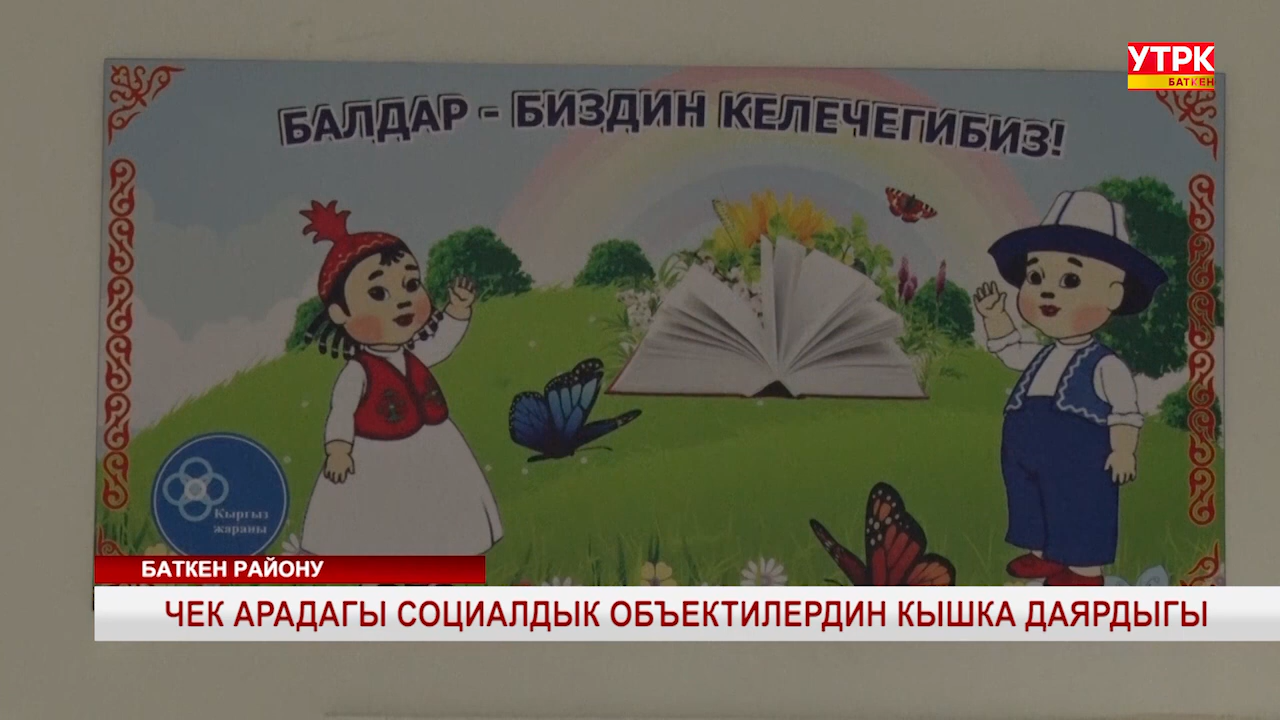 УТРК
БАТКЕН
БАЛДАР - БИЗДИН КЕЛЕЧЕГИБИЗ!
Кыргыз
жараны
БАТКЕН РАЙОНУ
ЧЕК АРАДАГЫ СОЦИАЛДЫК ОБЪЕКТИЛЕРДИН КЫШКА ДАЯРДЫГЫ